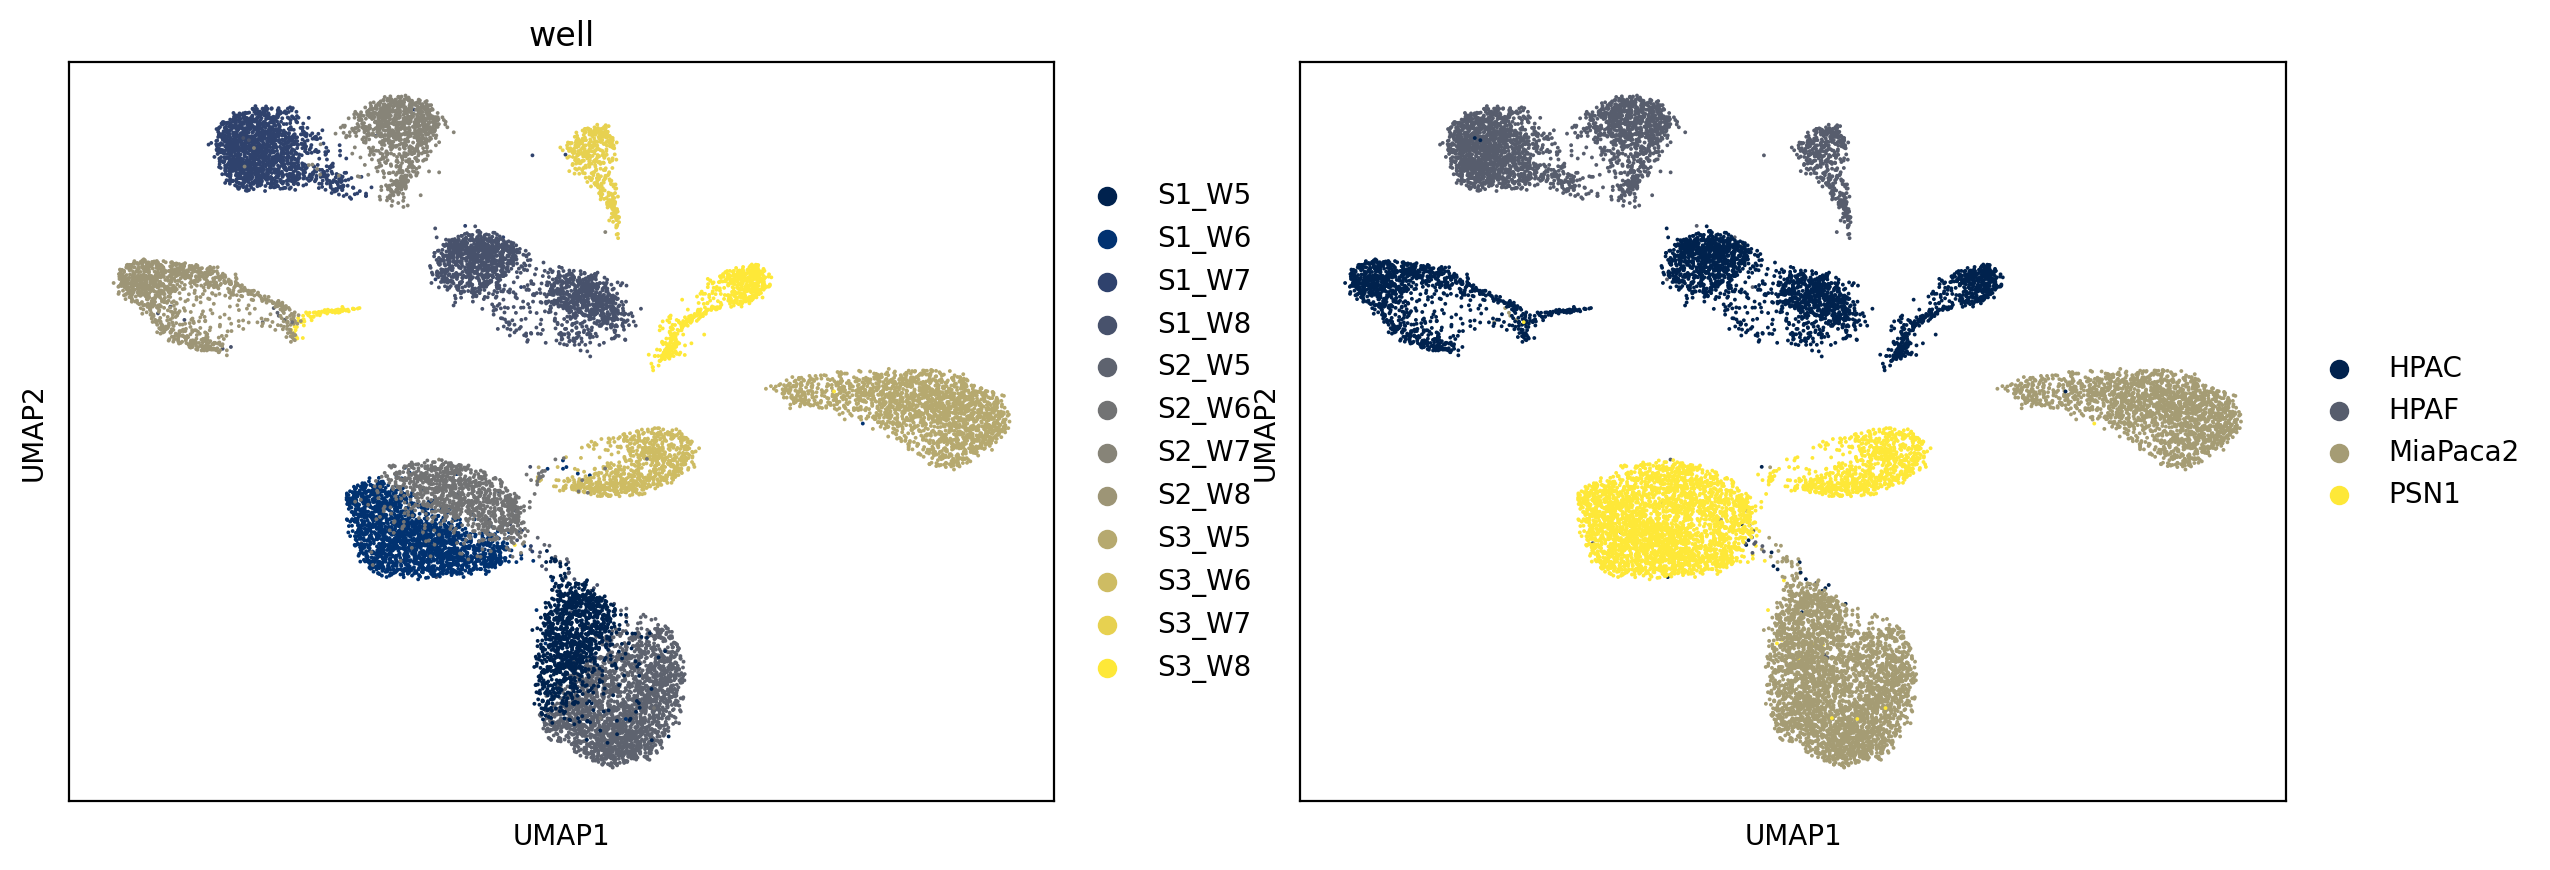 well
UMAP2
UMAP1
S1_W5
S1_W6
S1_W7
S1_W8
S2_W5
S2_W6
S2_W7
S2_W8
S3_W5
S3_W6
S3_W7
S3_W8
UMAP2
UMAP1
HPAC
HPAF
MiaPaca2
PSN1